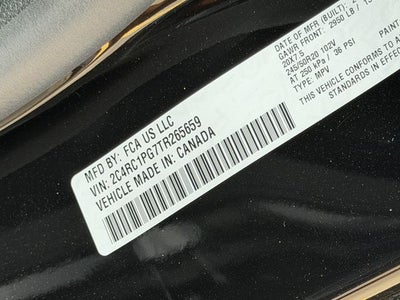 MFD. BY: FCA US LLC
VIN: 2C4RC1PG7TR265659
VEHICLE MADE IN: CANADA
DATE OF MFR (BUILT):
GAWR FRONT: 2950 LB
20X7.5
245/50R20 102V
AT 250 kPa / 36 PSI
TYPE: MPV
THIS VEHICLE CONFORMS TO A
STANDARDS IN EFFECT
PAINT